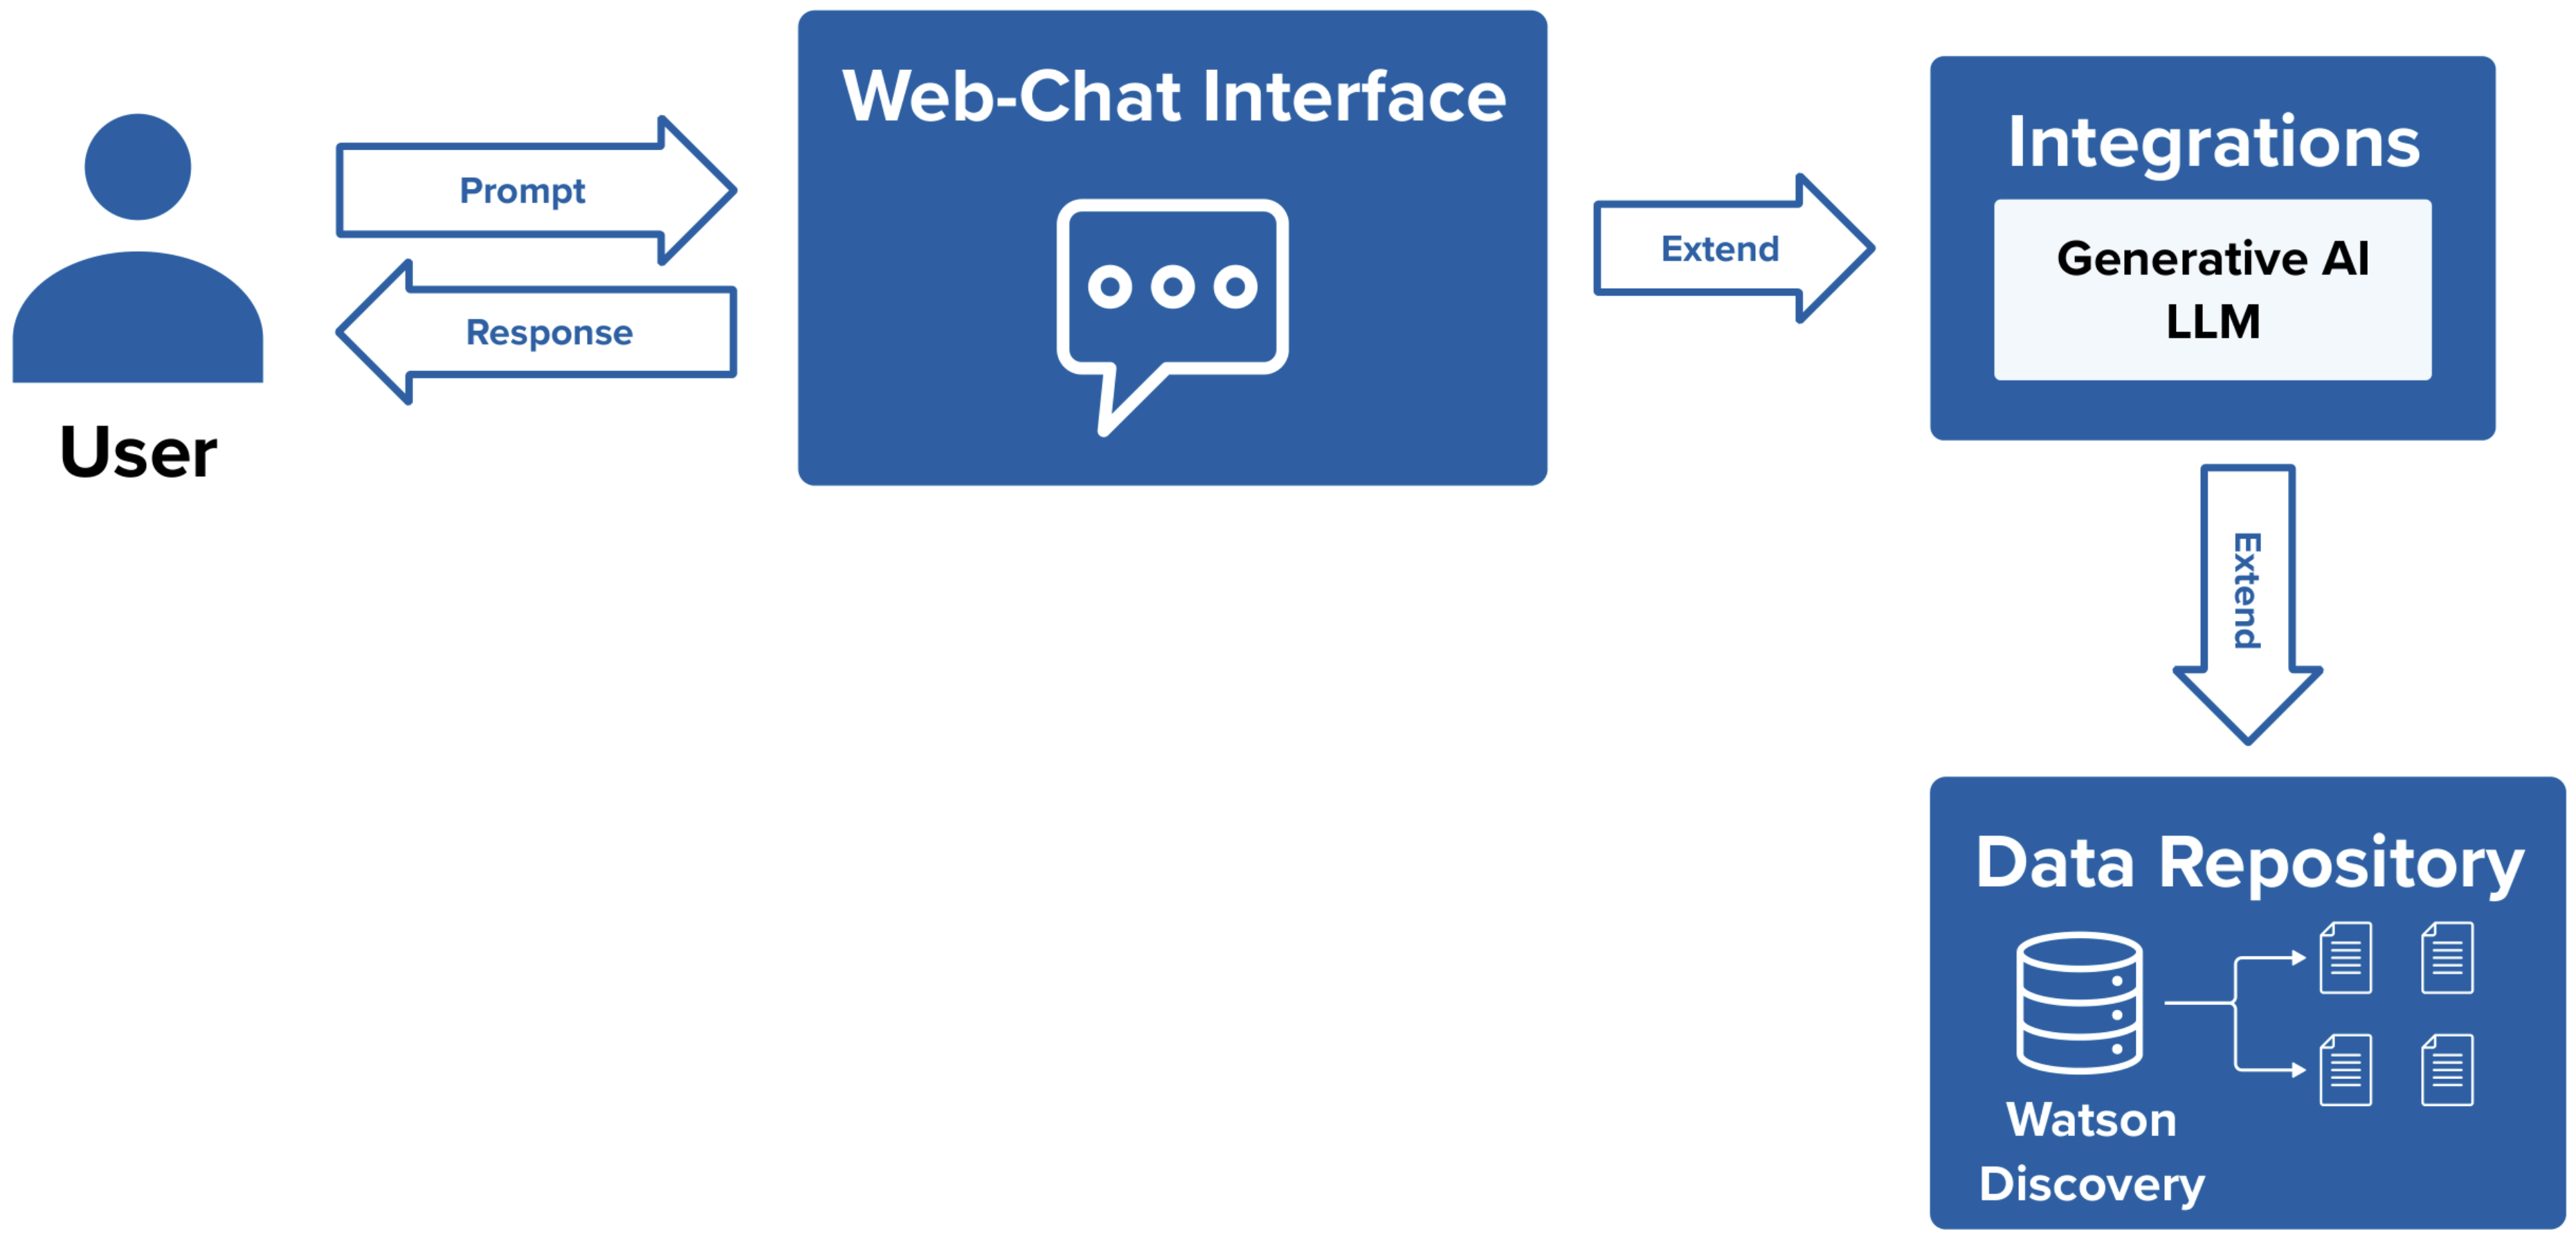 Web-Chat Interface
Integrations
Prompt
Extend
Generative AI
LLM
Response
User
Extend
Data Repository
Watson
Discovery